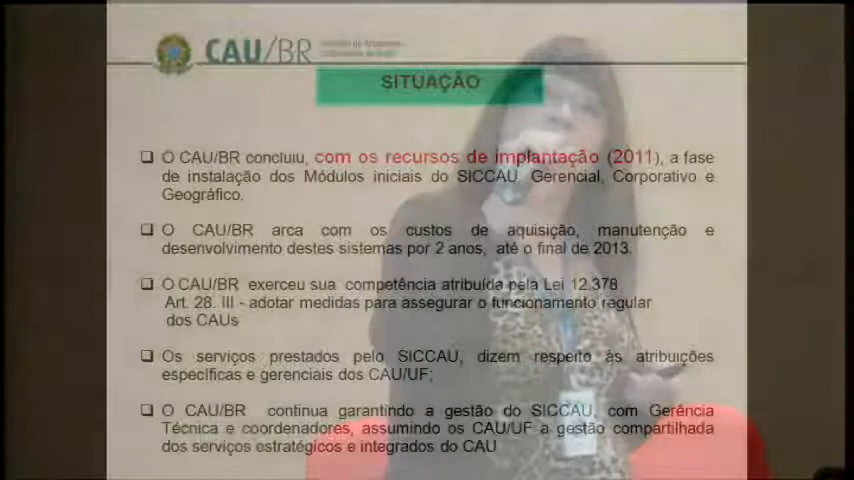 CAU/BR
SITUAÇÃO
❑ O CAU/BR concluiu, com os recursos de implantação (2011), a fase
de instalação dos Módulos iniciais do SICCAU, Gerencial, Corporativo e
Geográfico.
❑ O CAU/BR arca com os custos de aquisição, manutenção e
desenvolvimento destes sistemas por 2 anos, até o final de 2013.
❑ O CAU/BR exerceu sua competência atribuída pela Lei 12.378
Art. 28. III - adotar medidas para assegurar o funcionamento regular
dos CAUs
❑ Os serviços prestados pelo SICCAU, dizem respeito às atribuições
específicas e gerenciais dos CAU/UF;
❑ O CAU/BR continua garantindo a gestão do SICCAU, com Gerência
Técnica e coordenadores, assumindo os CAU/UF a gestão compartilhada
dos serviços estratégicos e integrados do CAU